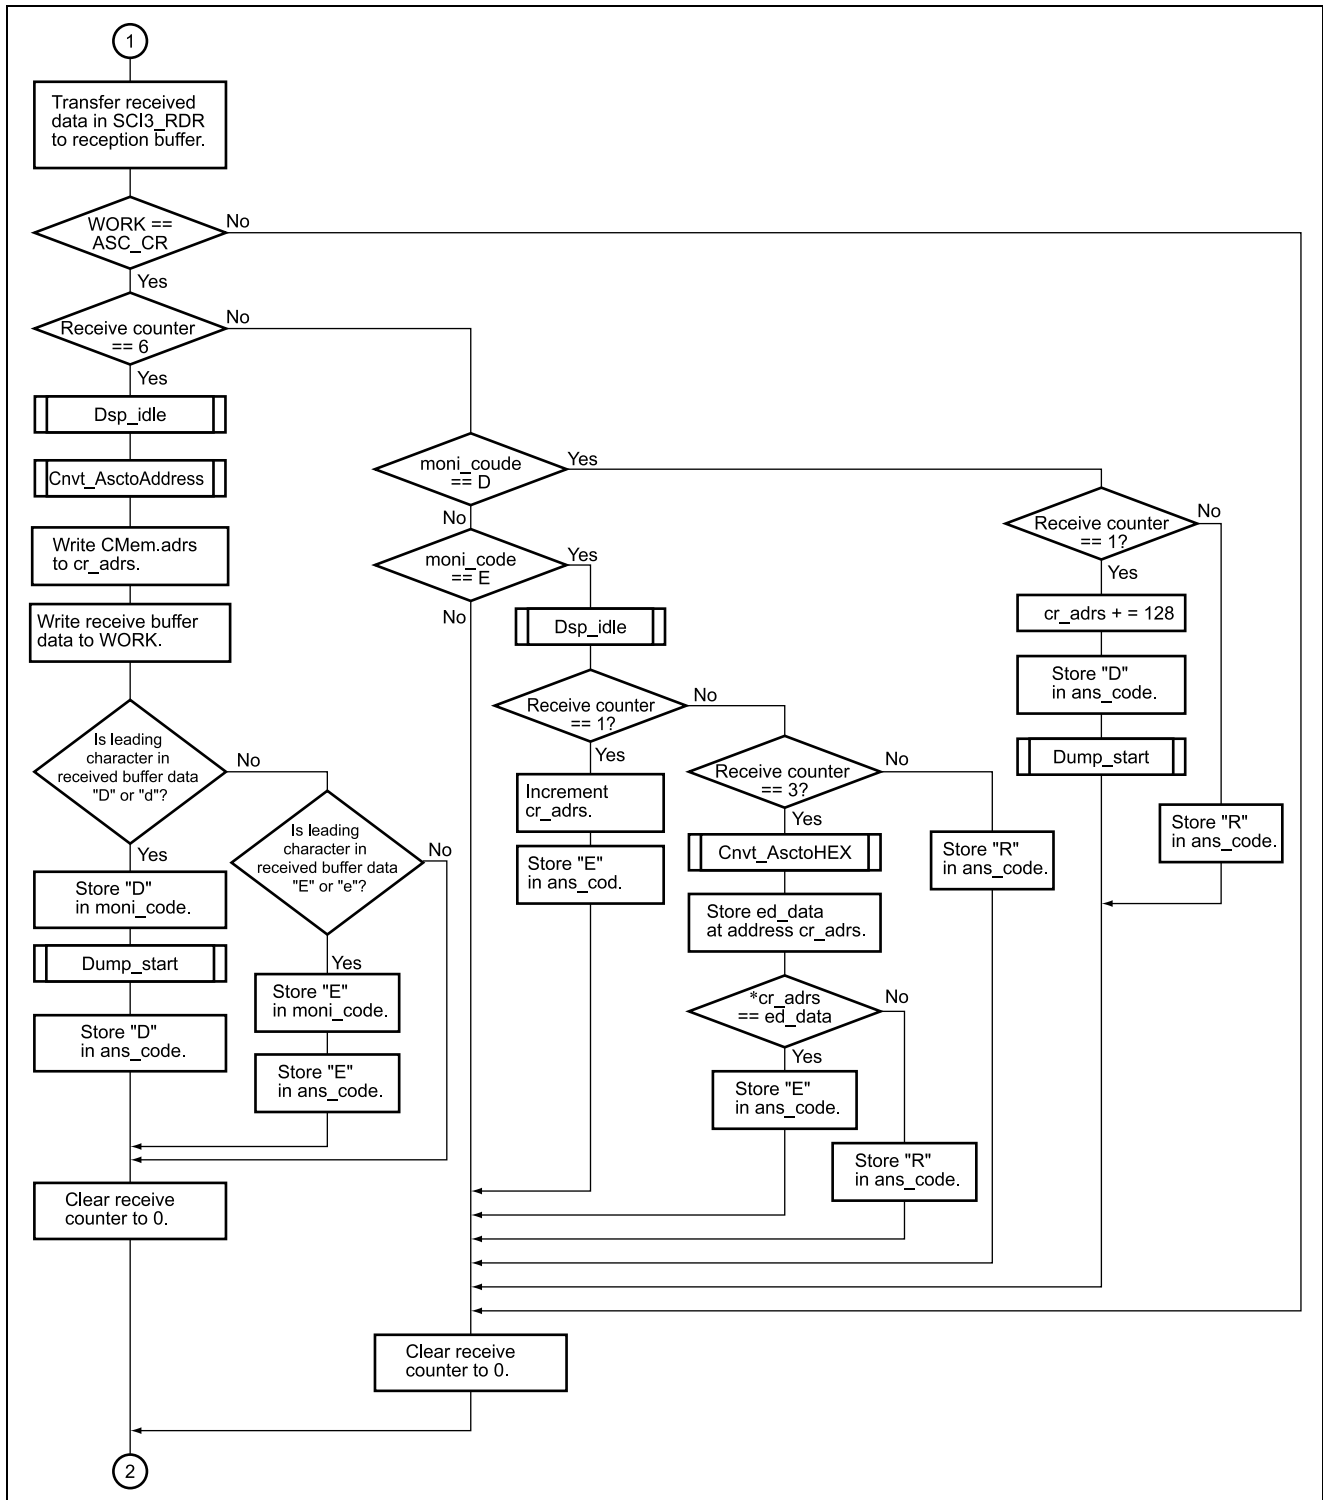 1
Transfer received
data in SCI3_RDR
to reception buffer.
WORK ==
ASC_CR
No
Yes
Receive counter
== 6
No
Yes
Dsp_idle
Cnvt_AsctoAddress
Write CMem.adrs
to cr_adrs.
Write receive buffer
data to WORK.
Is leading
character in
received buffer data
"D" or "d"?
No
Yes
Store "D"
in moni_code.
Dump_start
Store "D"
in ans_code.
Is leading
character in
received buffer data
"E" or "e"?
No
Yes
Store "E"
in moni_code.
Store "E"
in ans_code.
Clear receive
counter to 0.
moni_coude
== D
Yes
No
moni_code
== E
Yes
No
Dsp_idle
Receive counter
== 1?
No
Yes
Increment
cr_adrs.
Store "E"
in ans_cod.
Receive counter
== 3?
No
Yes
Cnvt_AsctoHEX
Store ed_data
at address cr_adrs.
*cr_adrs
== ed_data
No
Yes
Store "E"
in ans_code.
Store "R"
in ans_code.
Store "R"
in ans_code.
Receive counter
== 1?
No
Yes
cr_adrs + = 128
Store "D"
in ans_code.
Dump_start
Store "R"
in ans_code.
Clear receive
counter to 0.
2